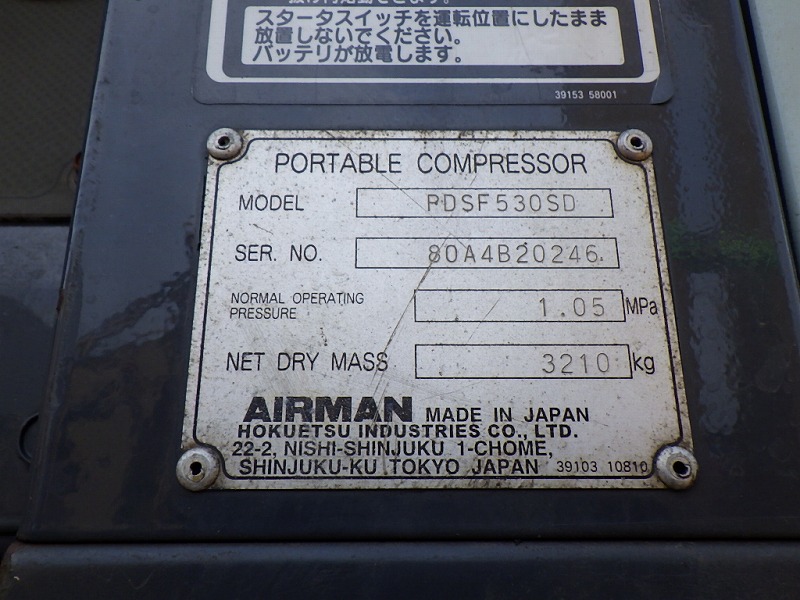 スタータスイッチを運転位置にしたまま
放置しないでください。
バッテリが放電します。
39153 58001
PORTABLE COMPRESSOR
MODEL PDSF530SD
SER. NO. 80A4B20246
NORMAL OPERATING
PRESSURE 1.05 MPa
NET DRY MASS 3210 kg
AIRMAN MADE IN JAPAN
HOKUETSU INDUSTRIES CO., LTD.
22-2, NISHI-SHINJUKU 1-CHOME,
SHINJUKU-KU TOKYO JAPAN 39103 10810